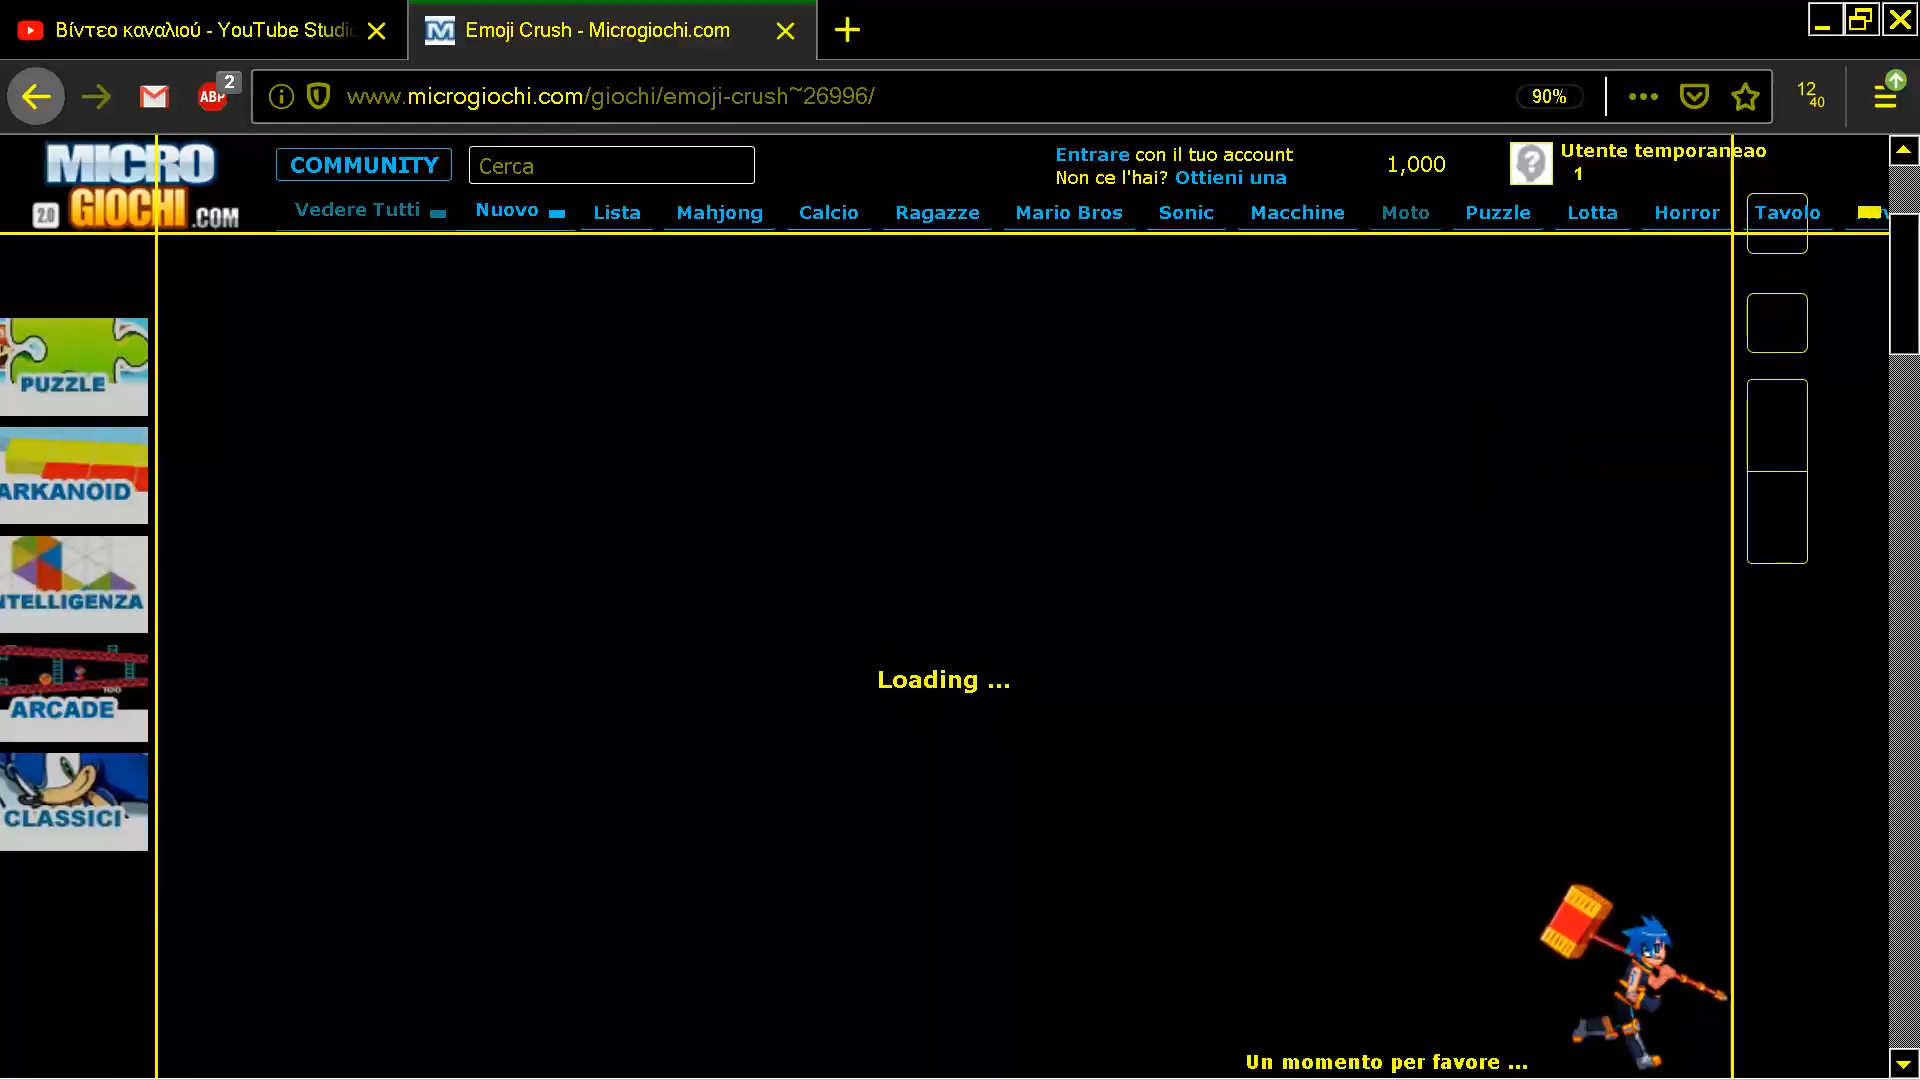 Βίντεο καναλιού - YouTube Studi
Emoji Crush - Microgiochi.com
ABP
2
www.microgiochi.com/giochi/emoji-crush~26996/
90%
12
40
MICRO
2.0 GIOCHI.COM
COMMUNITY
Cerca
Entrare con il tuo account
Non ce l'hai? Ottieni una
1,000
Utente temporaneao
1
Vedere Tutti
Nuovo
Lista
Mahjong
Calcio
Ragazze
Mario Bros
Sonic
Macchine
Moto
Puzzle
Lotta
Horror
Tavolo
PUZZLE
ARKANOID
NTELLIGENZA
ARCADE
CLASSICI
Loading ...
Un momento per favore ...